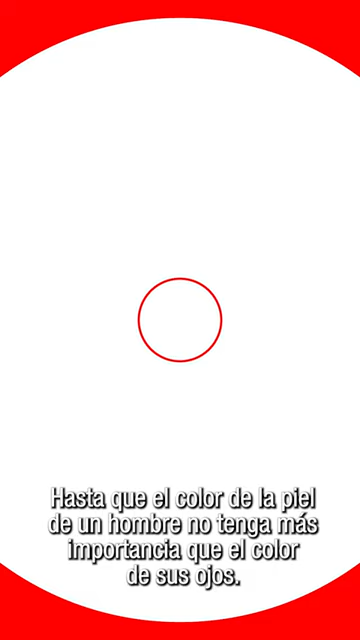 Hasta que el color de la piel
de un hombre no tenga más
importancia que el color
de sus ojos.